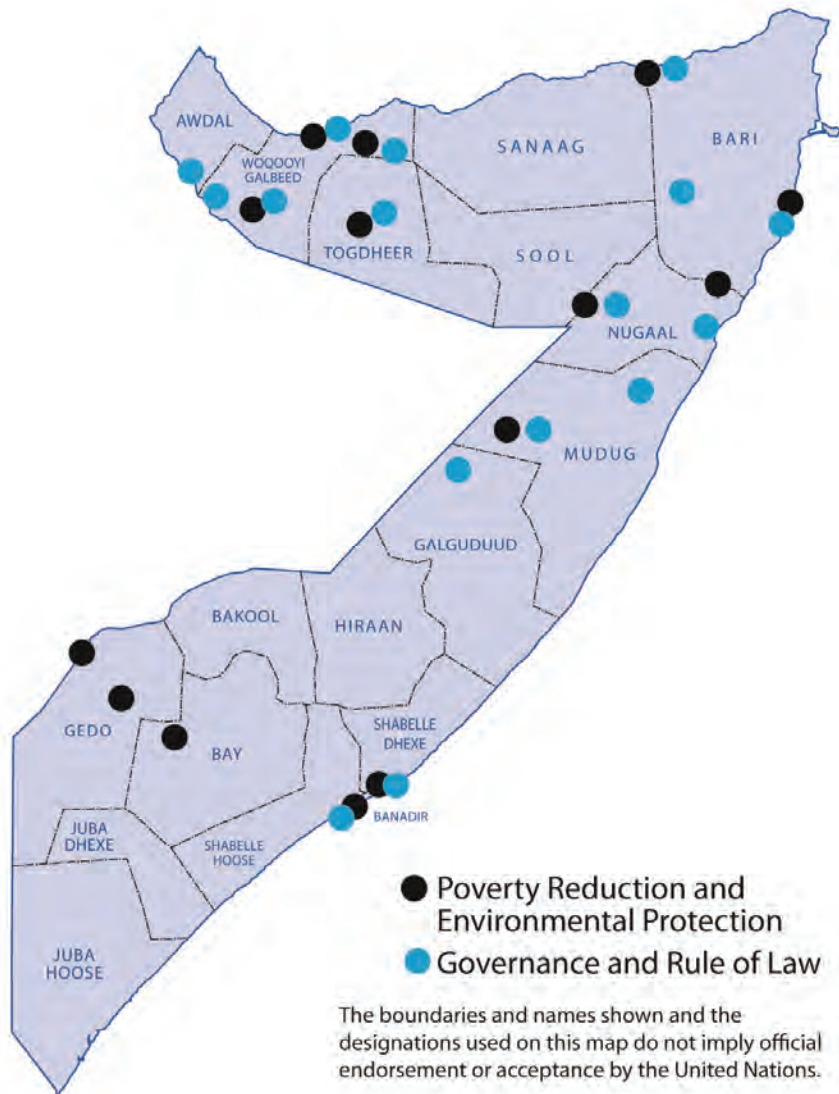 AWDAL
WOQOOYI
GALBEED
SANAAG
BARI
TOGDHEER
SOOL
NUGAAL
MUDUG
GALGUDUUD
BAKOOL
HIRAAN
GEDO
BAY
SHABELLE
DHEXE
BANADIR
JUBA
DHEXE
SHABELLE
HOOSE
JUBA
HOOSE
Poverty Reduction and
Environmental Protection
Governance and Rule of Law
The boundaries and names shown and the
designations used on this map do not imply official
endorsement or acceptance by the United Nations.